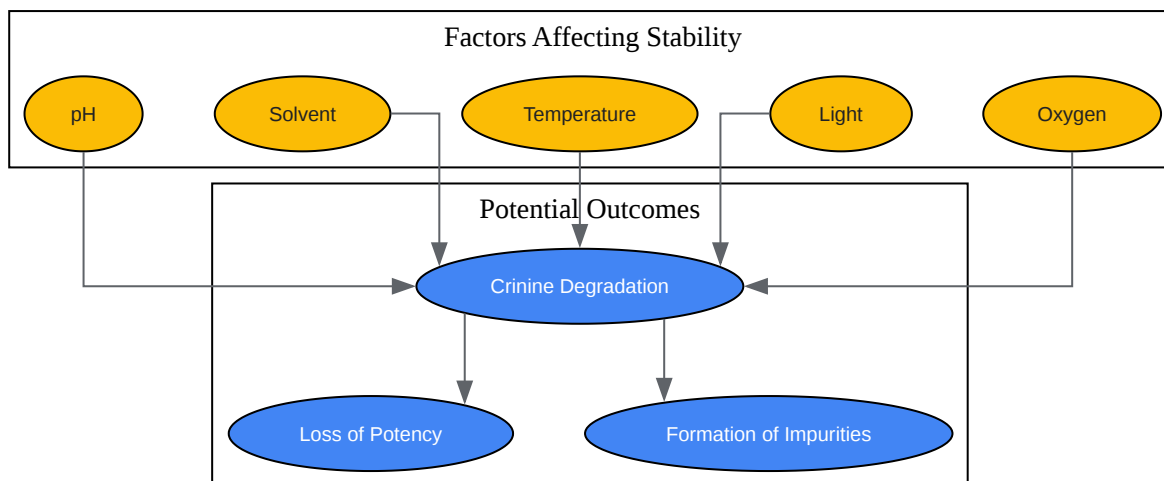 Factors Affecting Stability
pH
Solvent
Temperature
Light
Oxygen
Potential Outcomes
Crinine Degradation
Loss of Potency
Formation of Impurities